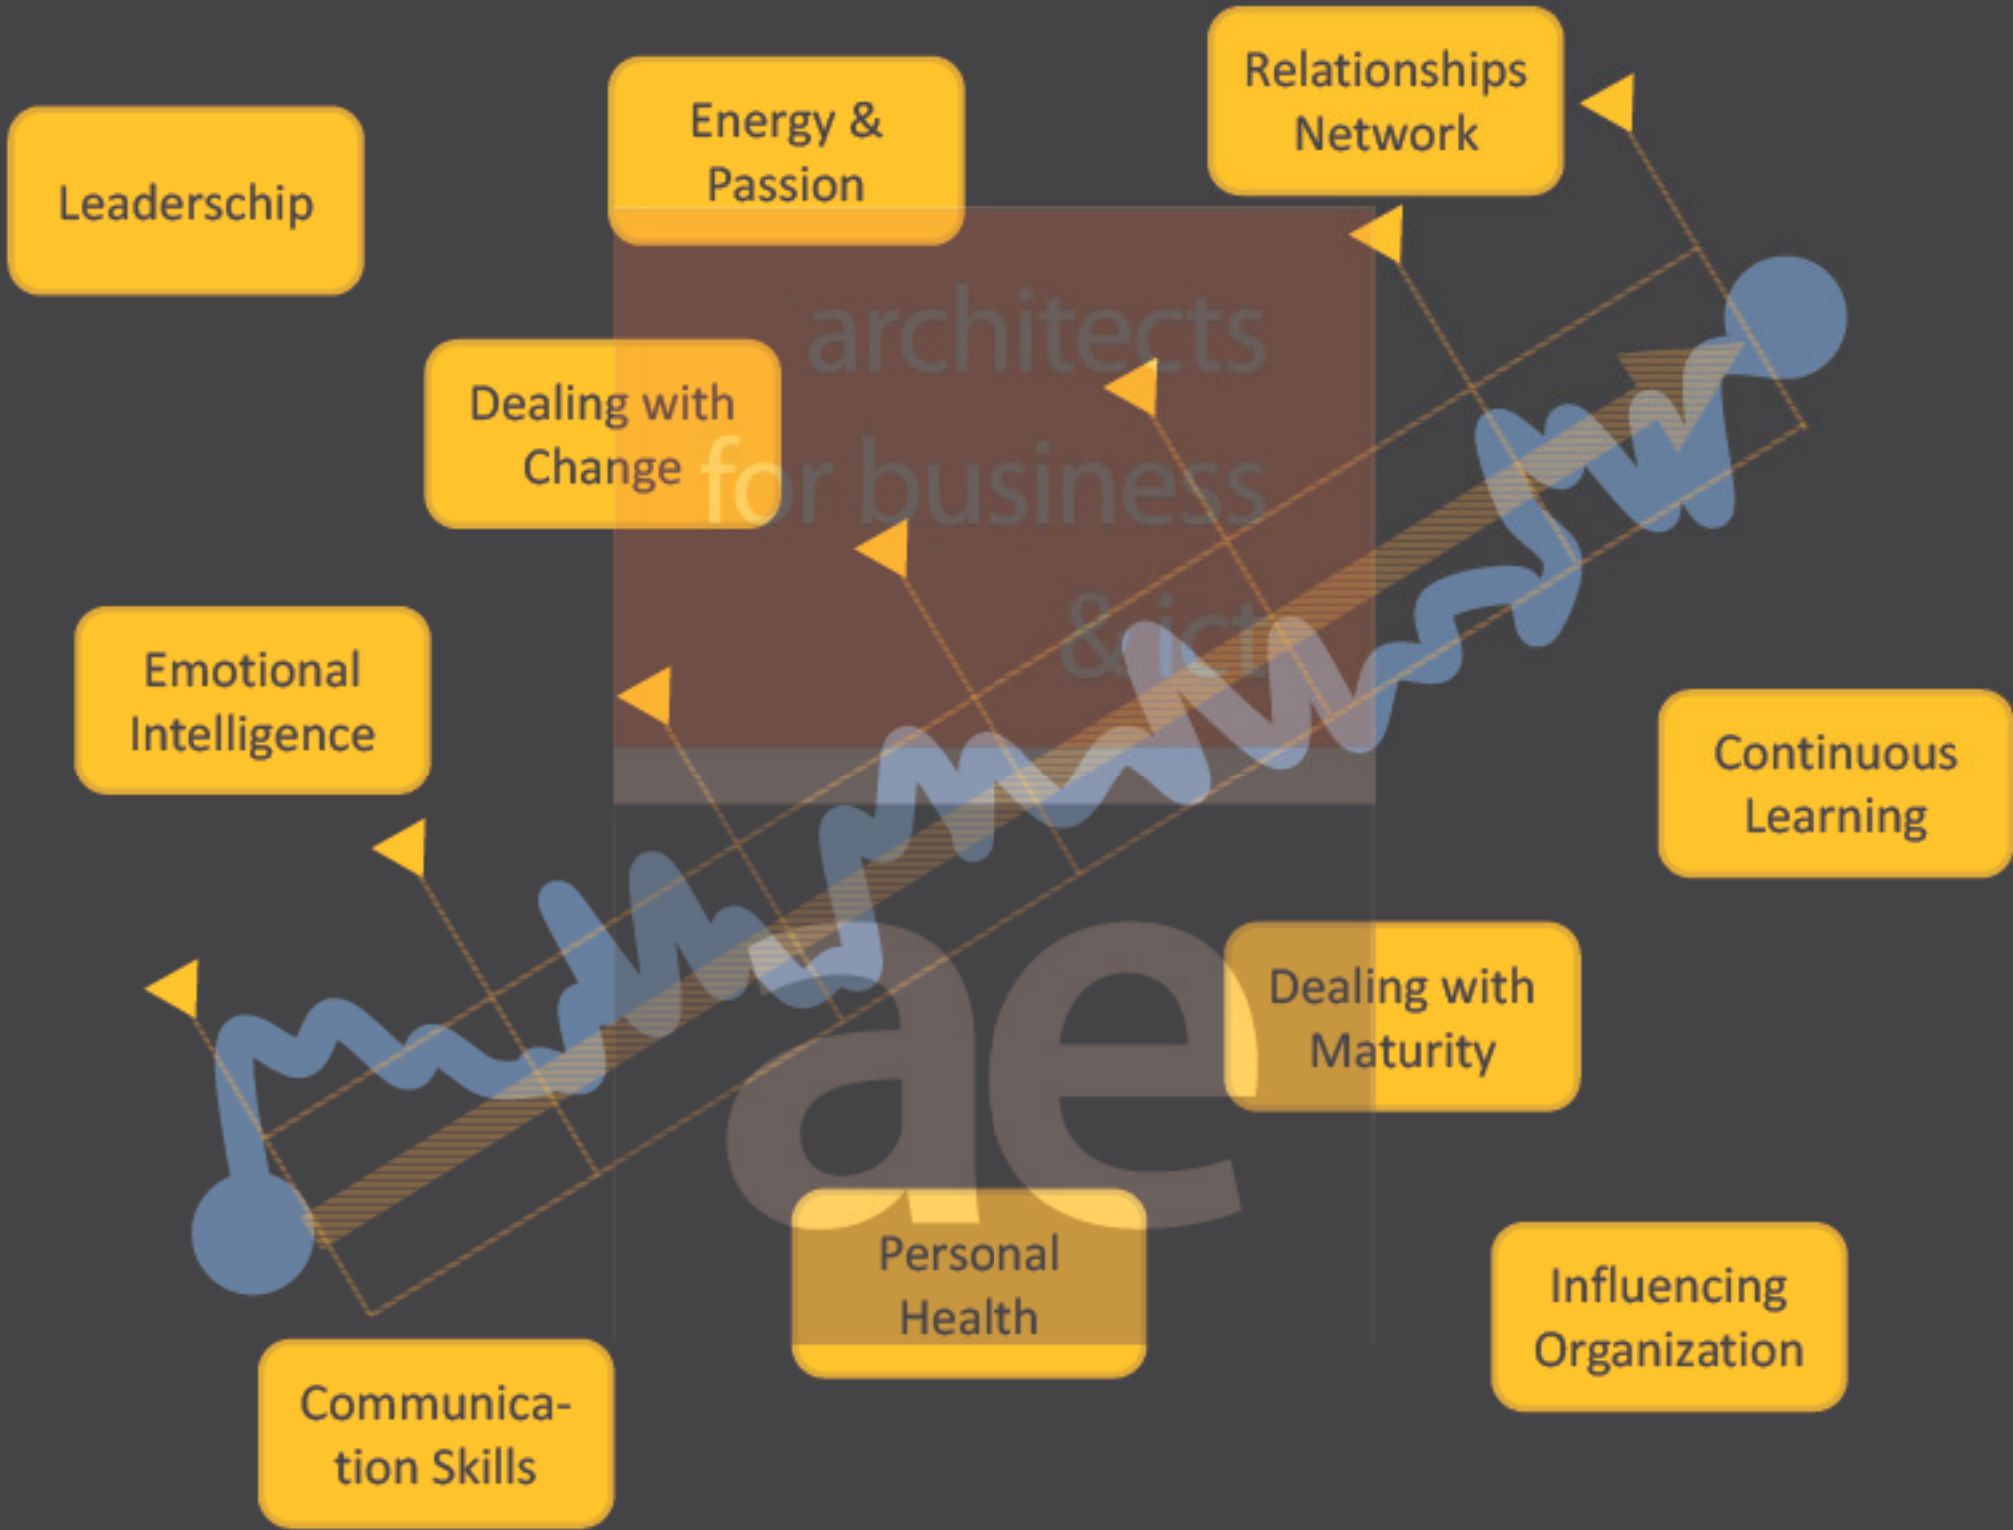 Leaderschip
Energy &
Passion
Relationships
Network
architects
for business
& ict
Dealing with
Change
Emotional
Intelligence
Continuous
Learning
Dealing with
Maturity
ae
Personal
Health
Influencing
Organization
Communica-
tion Skills